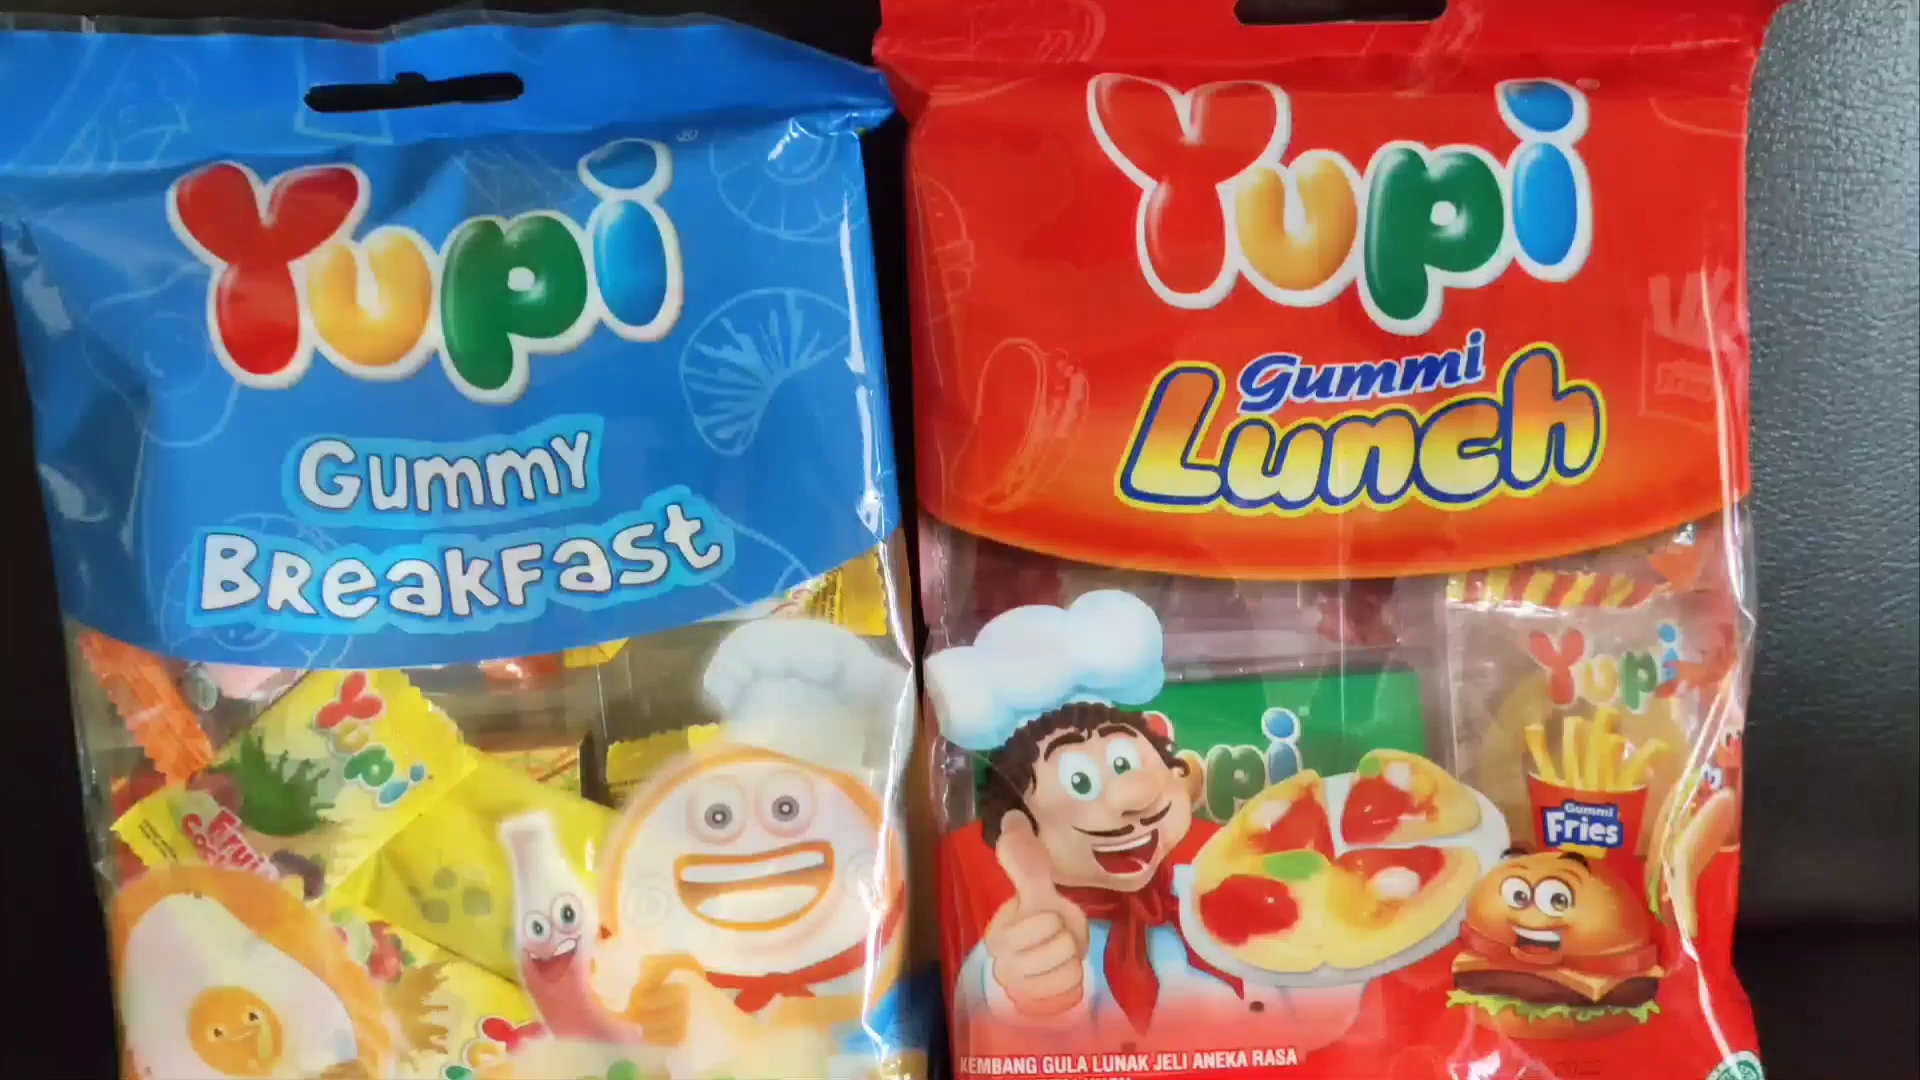 Yupi
Gummy
Breakfast
Yupi
Yupi
Gummi
Lunch
Yupi
Yupi
Gummi
Fries
KEMBANG GULA LUNAK JELI ANEKA RASA